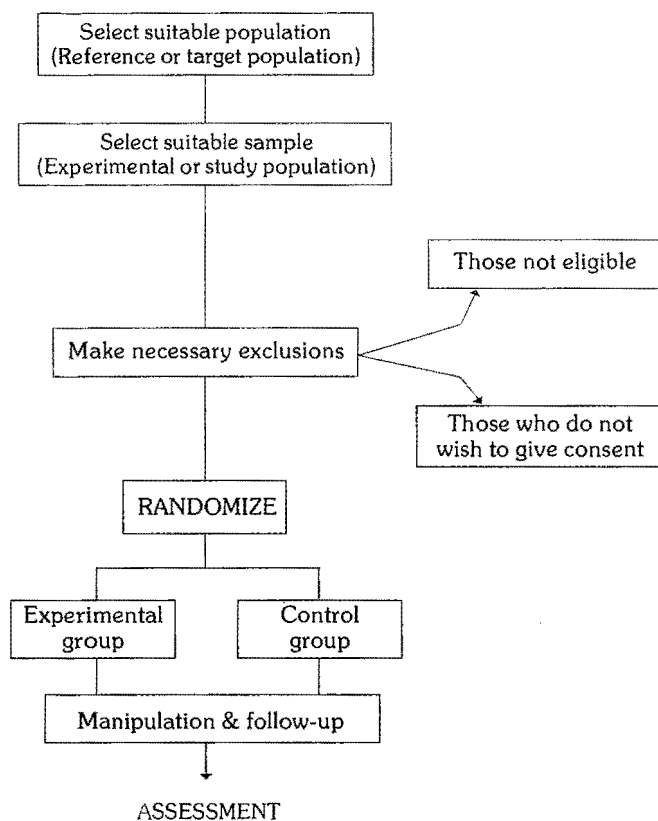 Select suitable population
(Reference or target population)
Select suitable sample
(Experimental or study population)
Those not eligible
Make necessary exclusions
Those who do not
wish to give consent
RANDOMIZE
Experimental
group
Control
group
Manipulation & follow-up
ASSESSMENT